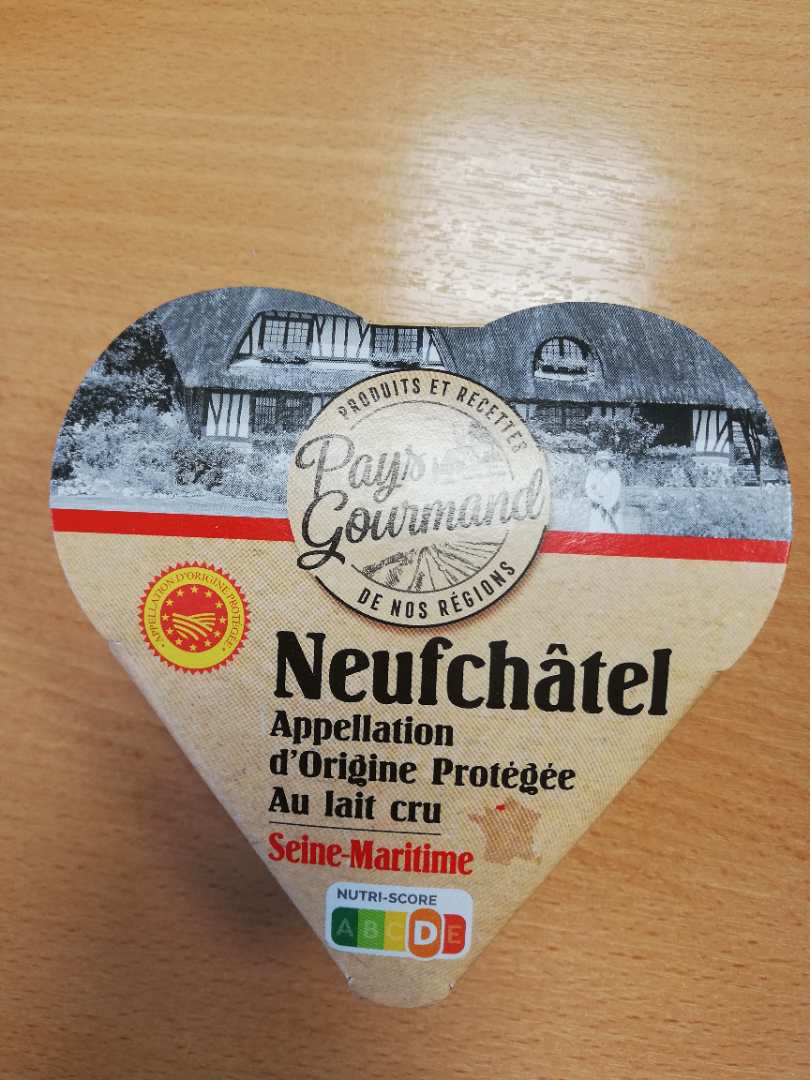 PRODUITS ET RECETTES
Pays
Gourmand
DE NOS RÉGIONS
APPELLATION D'ORIGINE PROTÉGÉE
Neufchâtel
Appellation
d'Origine Protégée
Au lait cru
Seine-Maritime
NUTRI-SCORE
A B C D E